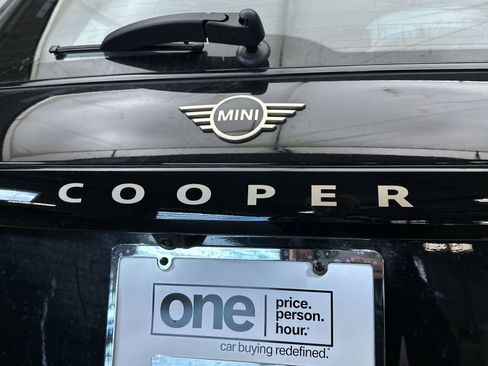 MINI
COOPER
one price.
person.
hour.®
car buying redefined.®